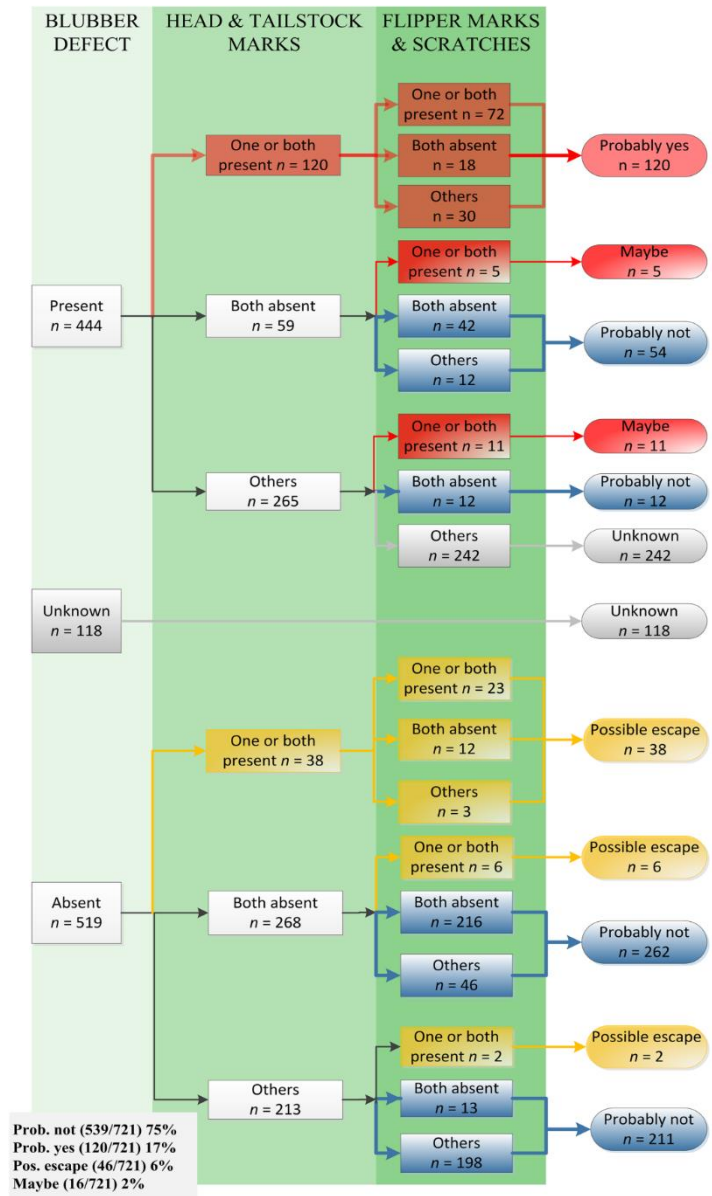 BLUBBER
DEFECT
HEAD & TAILSTOCK
MARKS
FLIPPER MARKS
& SCRATCHES
One or both
present n = 72
One or both
present n = 120
Both absent
n = 18
Probably yes
n = 120
Others
n = 30
One or both
present n = 5
Maybe
n = 5
Present
n = 444
Both absent
n = 59
Both absent
n = 42
Probably not
n = 54
Others
n = 12
One or both
present n = 11
Maybe
n = 11
Others
n = 265
Both absent
n = 12
Probably not
n = 12
Others
n = 242
Unknown
n = 242
Unknown
n = 118
Unknown
n = 118
One or both
present n = 23
One or both
present n = 38
Both absent
n = 12
Possible escape
n = 38
Others
n = 3
One or both
present n = 6
Possible escape
n = 6
Absent
n = 519
Both absent
n = 268
Both absent
n = 216
Probably not
n = 262
Others
n = 46
One or both
present n = 2
Possible escape
n = 2
Others
n = 213
Both absent
n = 13
Probably not
n = 211
Others
n = 198
Prob. not (539/721) 75%
Prob. yes (120/721) 17%
Pos. escape (46/721) 6%
Maybe (16/721) 2%